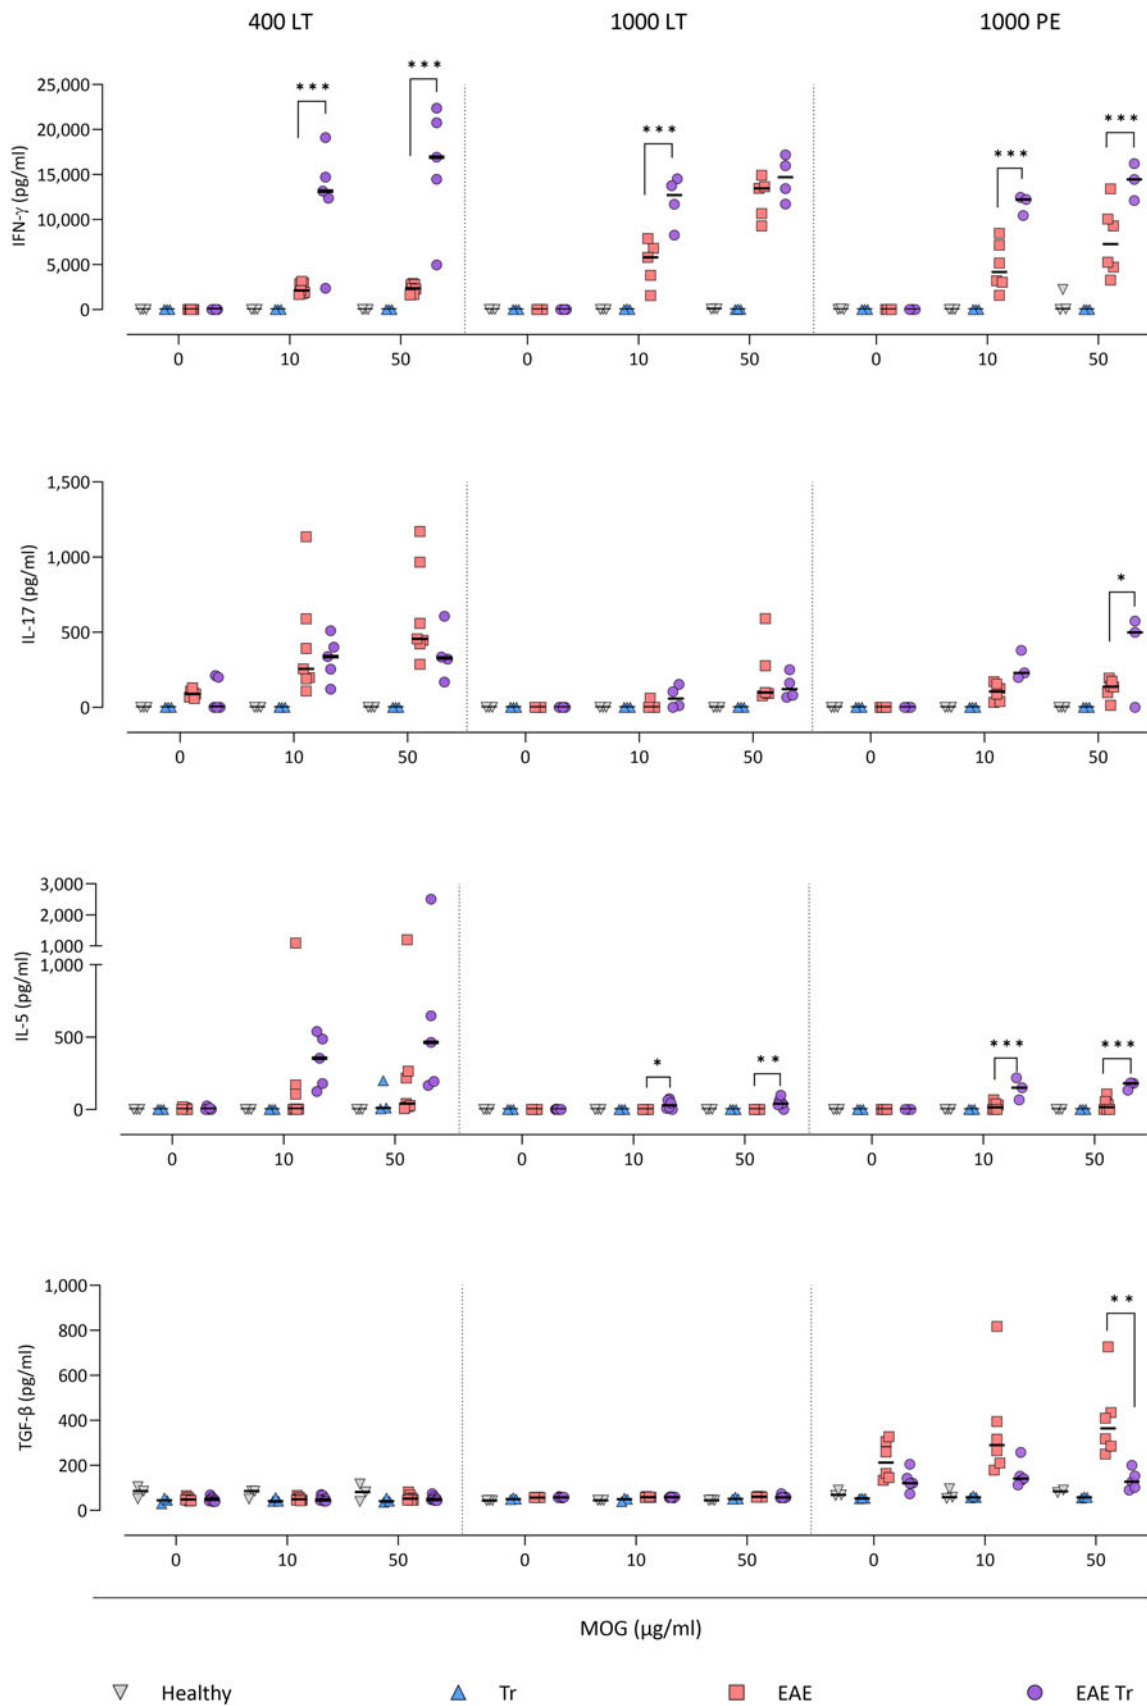 400 LT 1000 LT 1000 PE
IFN-γ (pg/ml)
25,000
20,000
15,000
10,000
5,000
0
*** *** *** *** ***
0 10 50 0 10 50 0 10 50
IL-17 (pg/ml)
1,500
1,000
500
0
*
0 10 50 0 10 50 0 10 50
IL-5 (pg/ml)
3,000
2,000
1,000
1,000
500
0
* ** *** ***
0 10 50 0 10 50 0 10 50
TGF-β (pg/ml)
1,000
800
600
400
200
0
**
0 10 50 0 10 50 0 10 50
MOG (µg/ml)
Healthy Tr EAE EAE Tr